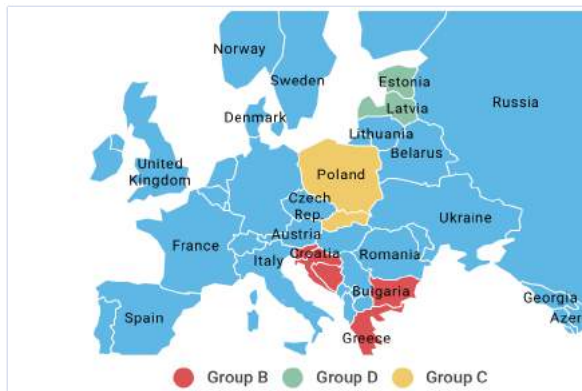 Norway
Sweden
Estonia
Russia
Denmark
Latvia
Lithuania
Belarus
United
Kingdom
Poland
Czech
Rep.
Ukraine
Austria
France
Croatia
Romania
Italy
Bulgaria
Georgia
Spain
Azer
Greece
Group B
Group D
Group C